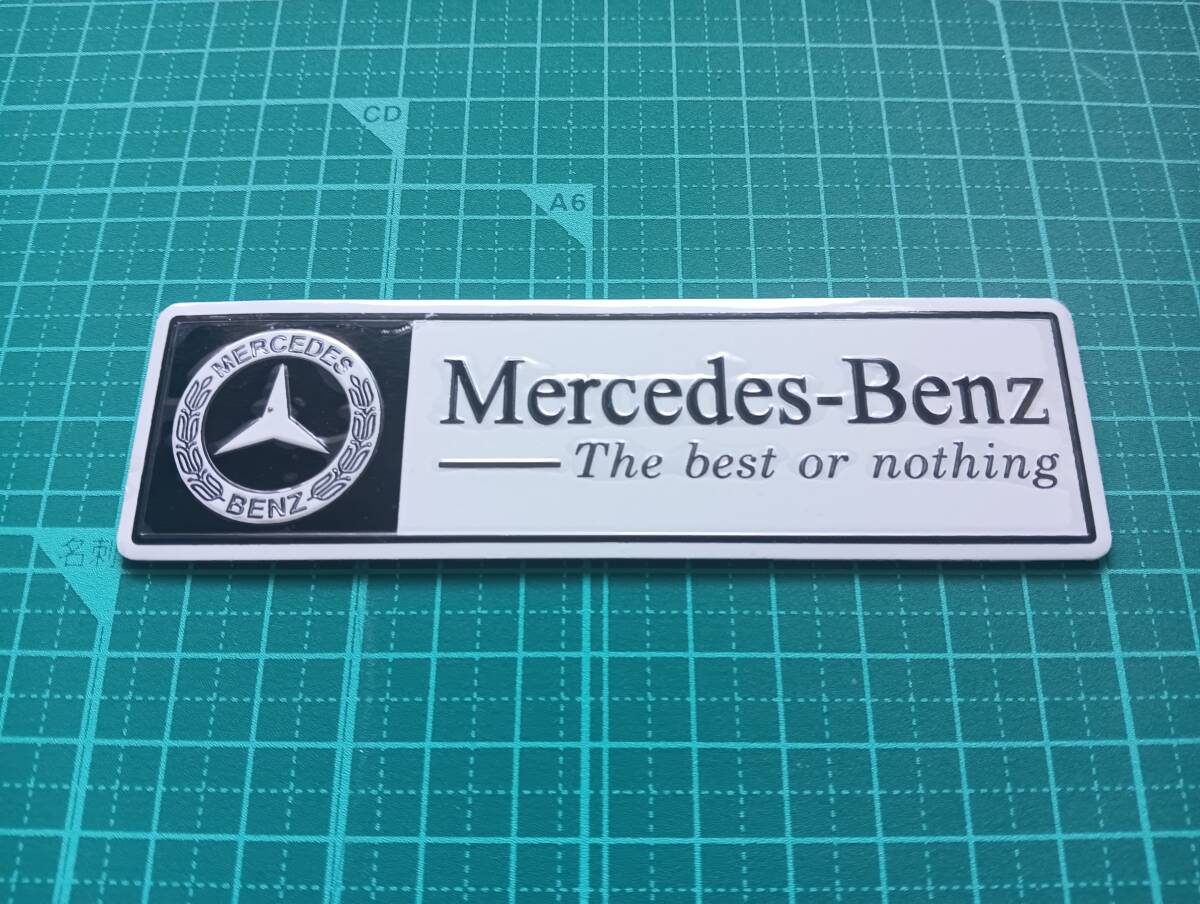 CD
A6
MERCEDES
BENZ
Mercedes-Benz
The best or nothing
名刺